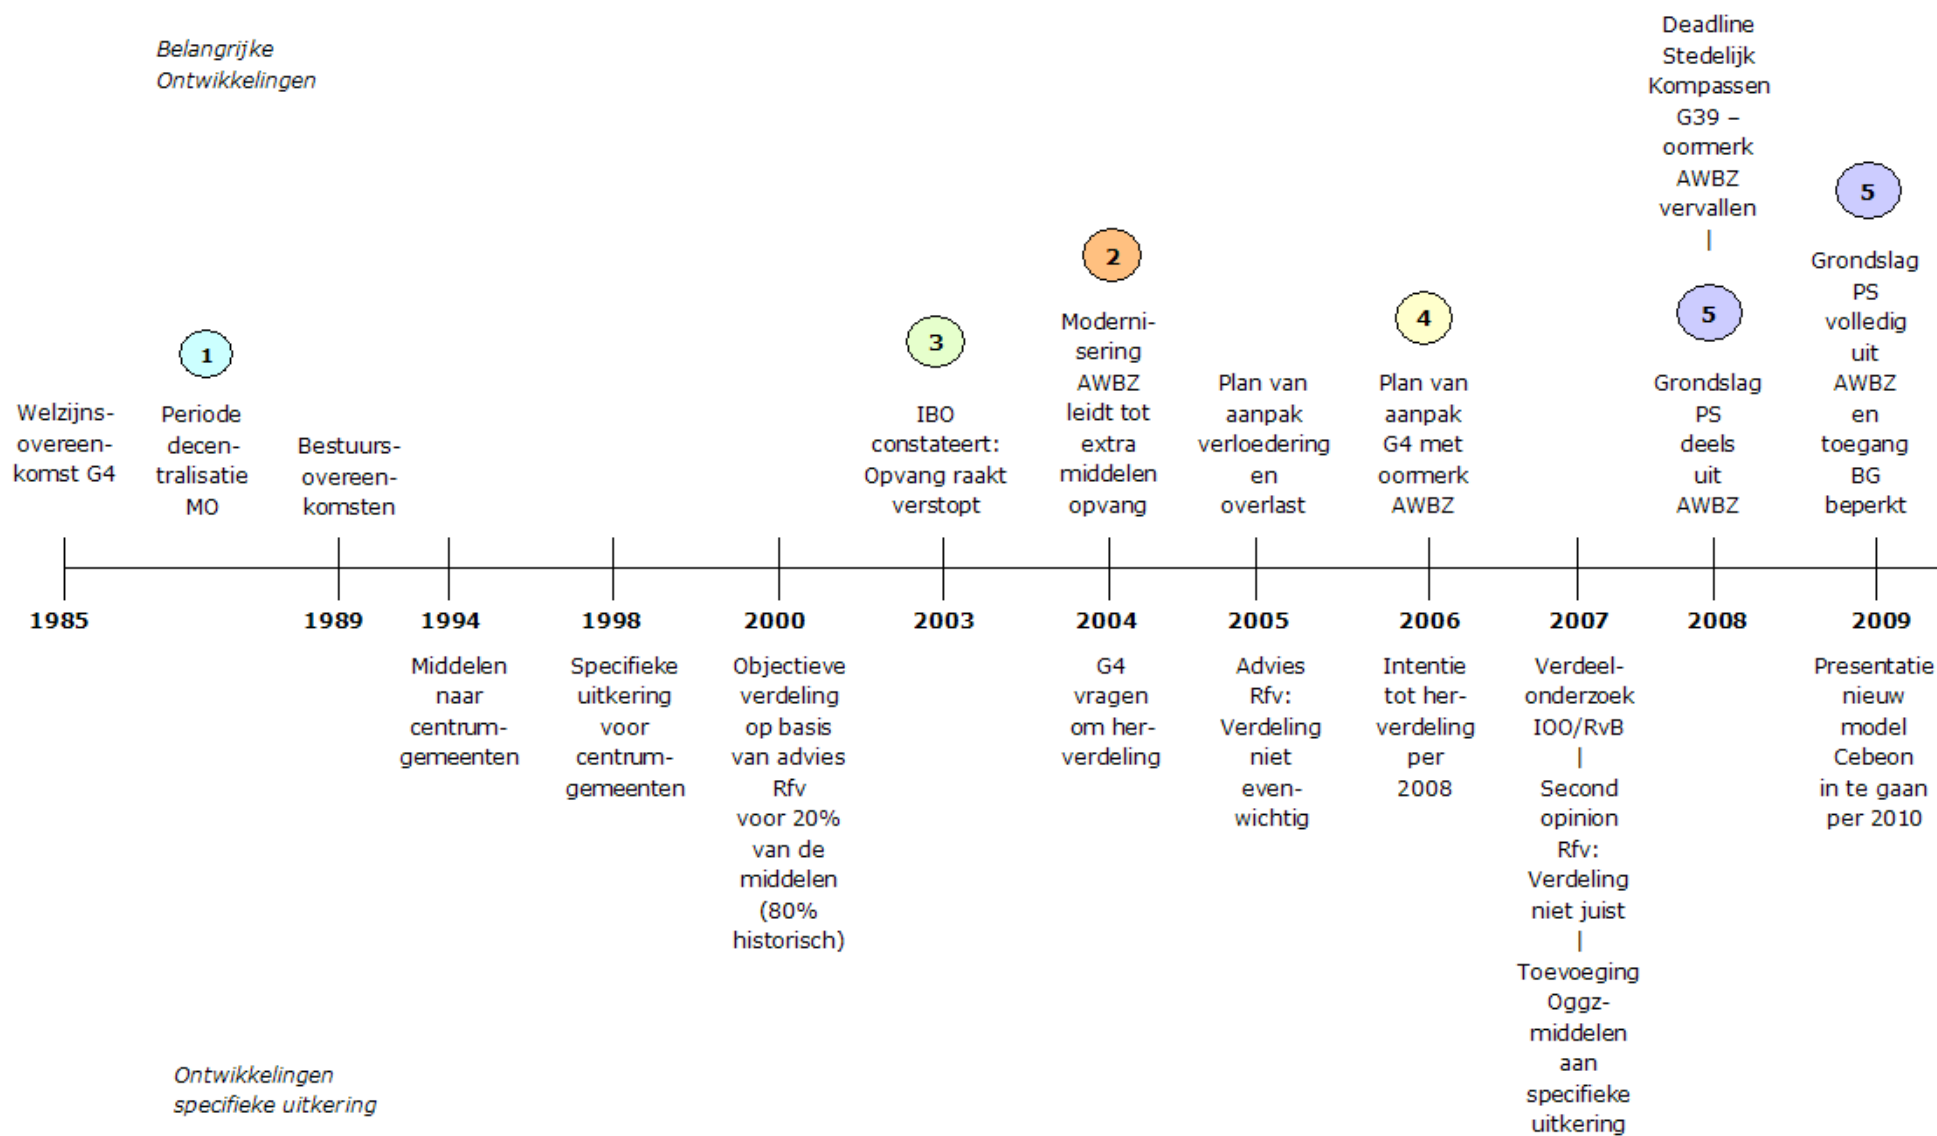 Belangrijke
Ontwikkelingen
Welzijns-
overeen-
komst G4
1
Periode
decen-
tralisatie
MO
Bestuurs-
overeen-
komsten
3
IBO
constateert:
Opvang raakt
verstopt
2
Moderni-
sering
AWBZ
leidt tot
extra
middelen
opvang
Plan van
aanpak
verloedering
en
overlast
4
Plan van
aanpak
G4 met
oormerk
AWBZ
Deadline
Stedelijk
Kompassen
G39 –
oormerk
AWBZ
vervallen
|
5
Grondslag
PS
deels
uit
AWBZ
5
Grondslag
PS
volledig
uit
AWBZ
en
toegang
BG
beperkt
1985
1989
1994
1998
2000
2003
2004
2005
2006
2007
2008
2009
Middelen
naar
centrum-
gemeenten
Specifieke
uitkering
voor
centrum-
gemeenten
Objectieve
verdeling
op basis
van advies
Rfv
voor 20%
van de
middelen
(80%
historisch)
G4
vragen
om her-
verdeling
Advies
Rfv:
Verdeling
niet
even-
wichtig
Intentie
tot her-
verdeling
per
2008
Verdeel-
onderzoek
IOO/RvB
|
Second
opinion
Rfv:
Verdeling
niet juist
|
Toevoeging
Oggz-
middelen
aan
specifieke
uitkering
Presentatie
nieuw
model
Cebeon
in te gaan
per 2010
Ontwikkelingen
specifieke uitkering